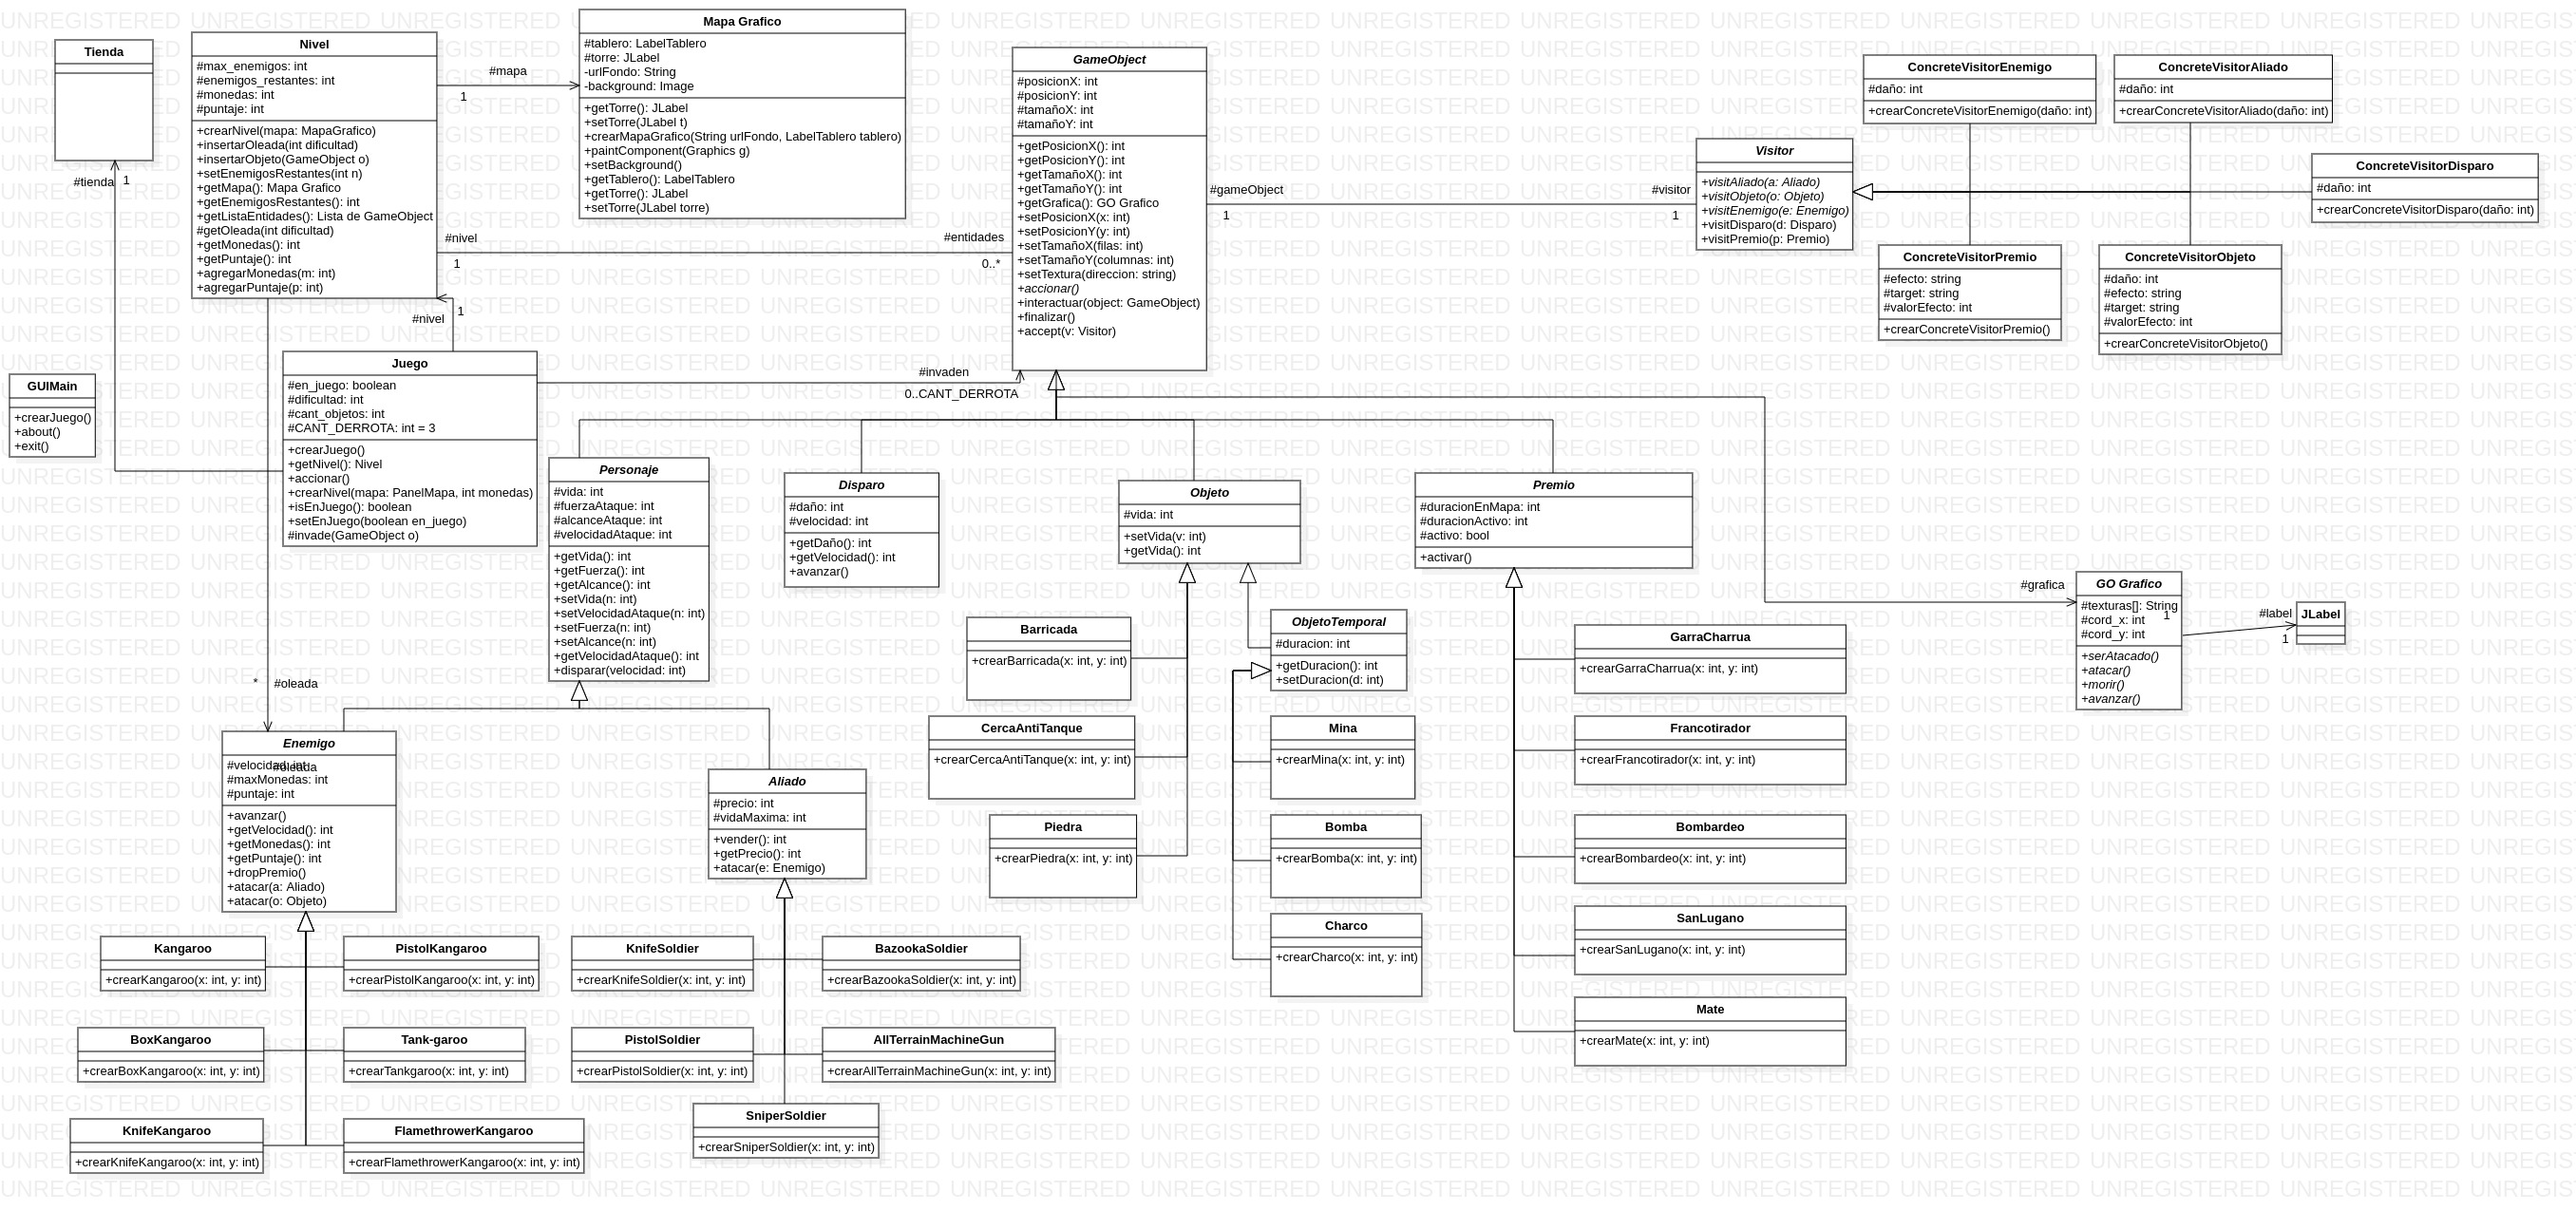 Tienda
Nivel
#max_enemigos: int
#enemigos_restantes: int
#monedas: int
#puntaje: int
+crearNivel(mapa: MapaGrafico)
+insertarOleada(int dificultad)
+insertarObjeto(GameObject o)
+setEnemigosRestantes(int n)
+getMapa(): Mapa Grafico
+getEnemigosRestantes(): int
+getListaEntidades(): Lista de GameObject
#getOleada(int dificultad)
+getMonedas(): int
+getPuntaje(): int
+agregarMonedas(m: int)
+agregarPuntaje(p: int)
#mapa
1
Mapa Grafico
#tablero: LabelTablero
#torre: JLabel
-urlFondo: String
-background: Image
+getTorre(): JLabel
+setTorre(JLabel t)
+crearMapaGrafico(String urlFondo, LabelTablero tablero)
+paintComponent(Graphics g)
+setBackground()
+getTablero(): LabelTablero
+getTorre(): JLabel
+setTorre(JLabel torre)
GameObject
#posicionX: int
#posicionY: int
#tamañoX: int
#tamañoY: int
+getPosicionX(): int
+getPosicionY(): int
+getTamañoX(): int
+getTamañoY(): int
+getGrafica(): GO Grafico
+setPosicionX(x: int)
+setPosicionY(y: int)
+setTamañoX(filas: int)
+setTamañoY(columnas: int)
+setTextura(direccion: string)
+accionar()
+interactuar(object: GameObject)
+finalizar()
+accept(v: Visitor)
#gameObject
1
#visitor
1
Visitor
+visitAliado(a: Aliado)
+visitObjeto(o: Objeto)
+visitEnemigo(e: Enemigo)
+visitDisparo(d: Disparo)
+visitPremio(p: Premio)
ConcreteVisitorEnemigo
#daño: int
+crearConcreteVisitorEnemigo(daño: int)
ConcreteVisitorAliado
#daño: int
+crearConcreteVisitorAliado(daño: int)
ConcreteVisitorDisparo
#daño: int
+crearConcreteVisitorDisparo(daño: int)
ConcreteVisitorPremio
#efecto: string
#target: string
#valorEfecto: int
+crearConcreteVisitorPremio()
ConcreteVisitorObjeto
#daño: int
#efecto: string
#target: string
#valorEfecto: int
+crearConcreteVisitorObjeto()
#tienda
1
#nivel
1
#entidades
0..*
#nivel
1
GUIMain
+crearJuego()
+about()
+exit()
Juego
#en_juego: boolean
#dificultad: int
#cant_objetos: int
#CANT_DERROTA: int = 3
+crearJuego()
+getNivel(): Nivel
+accionar()
+crearNivel(mapa: PanelMapa, int monedas)
+isEnJuego(): boolean
+setEnJuego(boolean en_juego)
#invade(GameObject o)
#invaden
0..CANT_DERROTA
Personaje
#vida: int
#fuerzaAtaque: int
#alcanceAtaque: int
#velocidadAtaque: int
+getVida(): int
+getFuerza(): int
+getAlcance(): int
+setVida(n: int)
+setVelocidadAtaque(n: int)
+setFuerza(n: int)
+setAlcance(n: int)
+getVelocidadAtaque(): int
+disparar(velocidad: int)
Disparo
#daño: int
#velocidad: int
+getDaño(): int
+getVelocidad(): int
+avanzar()
Objeto
#vida: int
+setVida(v: int)
+getVida(): int
Premio
#duracionEnMapa: int
#duracionActivo: int
#activo: bool
+activar()
#grafica
1
GO Grafico
#texturas[]: String
#cord_x: int
#cord_y: int
+serAtacado()
+atacar()
+morir()
+avanzar()
#label
1
JLabel
Barricada
+crearBarricada(x: int, y: int)
ObjetoTemporal
#duracion: int
+getDuracion(): int
+setDuracion(d: int)
GarraCharrua
+crearGarraCharrua(x: int, y: int)
*
#oleada
Enemigo
#velocidad: int
#oleada
#maxMonedas: int
#puntaje: int
+avanzar()
+getVelocidad(): int
+getMonedas(): int
+getPuntaje(): int
+dropPremio()
+atacar(a: Aliado)
+atacar(o: Objeto)
Aliado
#precio: int
#vidaMaxima: int
+vender(): int
+getPrecio(): int
+atacar(e: Enemigo)
CercaAntiTanque
+crearCercaAntiTanque(x: int, y: int)
Mina
+crearMina(x: int, y: int)
Francotirador
+crearFrancotirador(x: int, y: int)
Piedra
+crearPiedra(x: int, y: int)
Bomba
+crearBomba(x: int, y: int)
Bombardeo
+crearBombardeo(x: int, y: int)
Charco
+crearCharco(x: int, y: int)
SanLugano
+crearSanLugano(x: int, y: int)
Mate
+crearMate(x: int, y: int)
Kangaroo
+crearKangaroo(x: int, y: int)
PistolKangaroo
+crearPistolKangaroo(x: int, y: int)
KnifeSoldier
+crearKnifeSoldier(x: int, y: int)
BazookaSoldier
+crearBazookaSoldier(x: int, y: int)
BoxKangaroo
+crearBoxKangaroo(x: int, y: int)
Tank-garoo
+crearTankgaroo(x: int, y: int)
PistolSoldier
+crearPistolSoldier(x: int, y: int)
AllTerrainMachineGun
+crearAllTerrainMachineGun(x: int, y: int)
KnifeKangaroo
+crearKnifeKangaroo(x: int, y: int)
FlamethrowerKangaroo
+crearFlamethrowerKangaroo(x: int, y: int)
SniperSoldier
+crearSniperSoldier(x: int, y: int)
UNREGISTERED